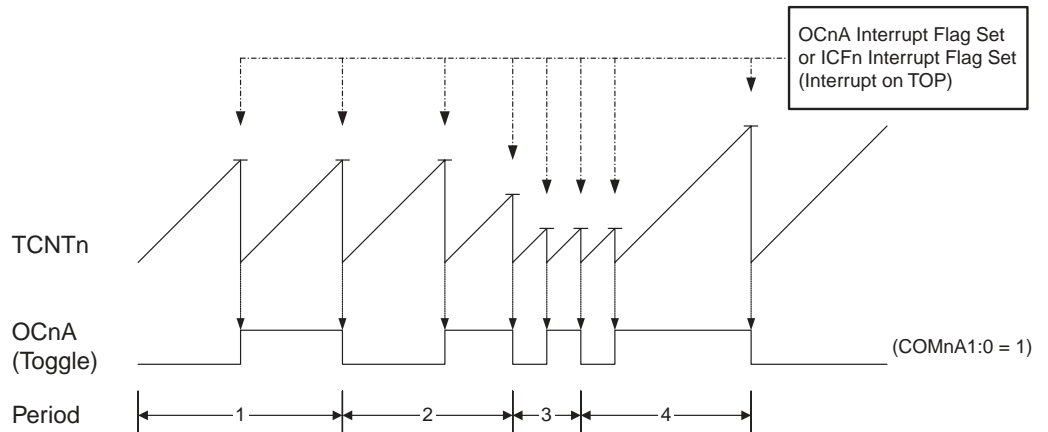 OCnA Interrupt Flag Set
or ICFn Interrupt Flag Set
(Interrupt on TOP)
TCNTn
OCnA
(Toggle)
(COMnA1:0 = 1)
Period
1
2
3
4